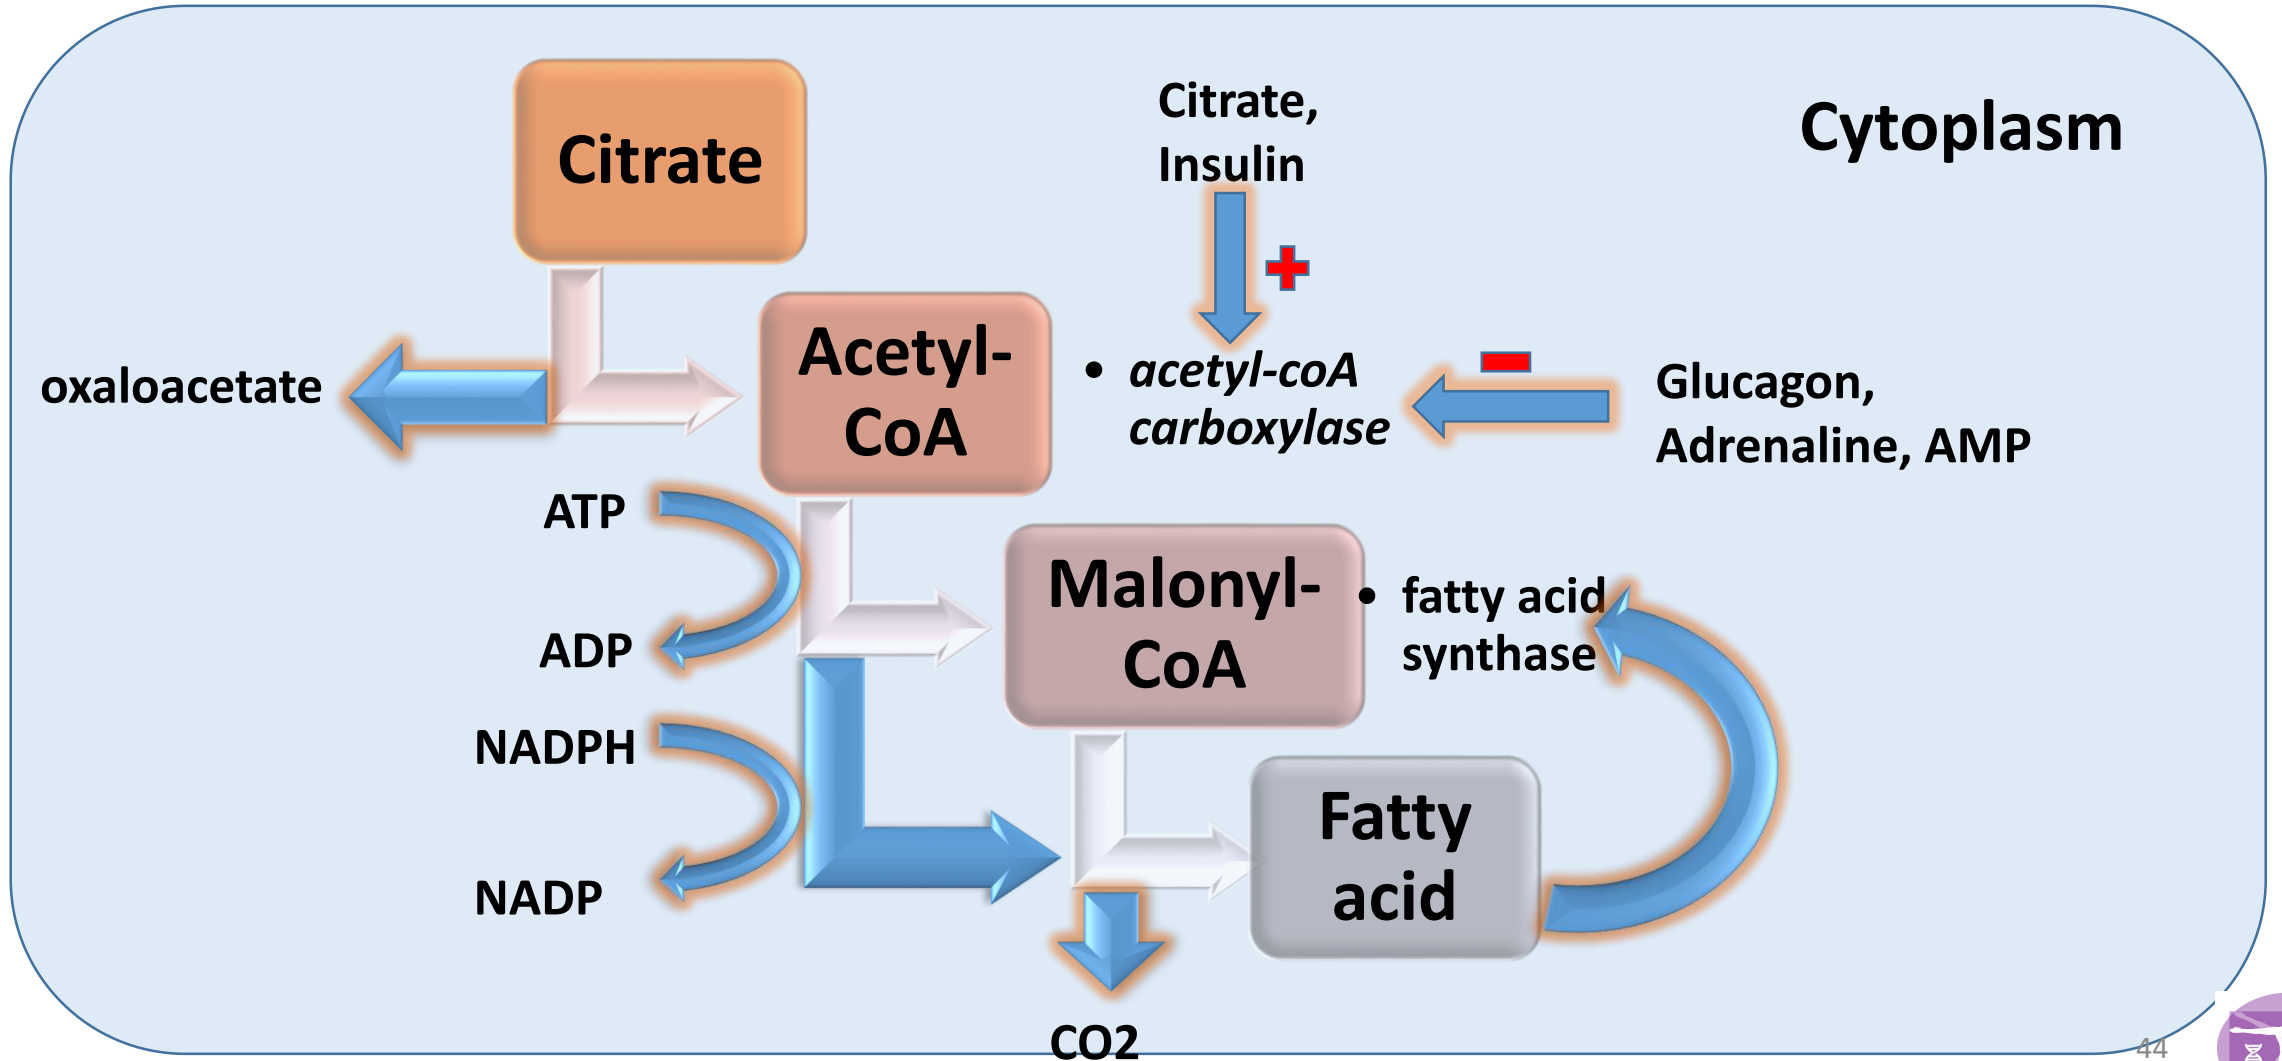 Citrate
Citrate,
Insulin
Cytoplasm
oxaloacetate
Acetyl-
CoA
• acetyl-coA
carboxylase
Glucagon,
Adrenaline, AMP
ATP
ADP
Malonyl-
CoA
• fatty acid
synthase
NADPH
NADP
Fatty
acid
CO2
44